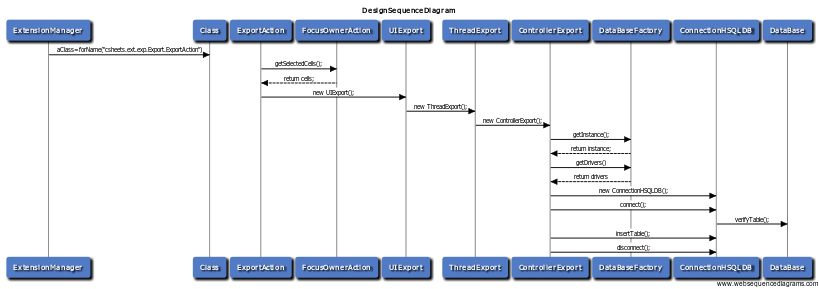 DesignSequenceDiagram
ExtensionManager Class ExportAction FocusOwnerAction UIExport ThreadExport ControllerExport DataBaseFactory ConnectionHSQLDB DataBase
aClass=forName("csheets.ext.exp.Export.ExportAction")
getSelectedCells();
return cells;
new UIExport();
new ThreadExport();
new ControllerExport();
getInstance();
return instance;
getDrivers()
return drivers
new ConnectionHSQLDB();
connect();
verifyTable();
insertTable();
disconnect();
ExtensionManager Class ExportAction FocusOwnerAction UIExport ThreadExport ControllerExport DataBaseFactory ConnectionHSQLDB DataBase
www.websequencediagrams.com